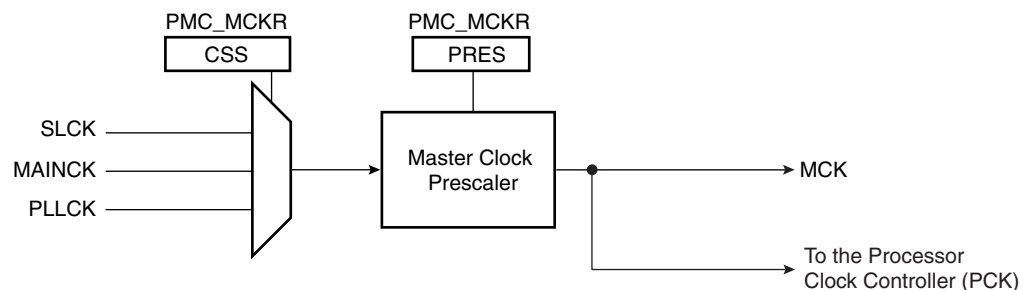 PMC_MCKR
CSS
PMC_MCKR
PRES
SLCK
MAINCK
PLLCK
Master Clock
Prescaler
MCK
To the Processor
Clock Controller (PCK)